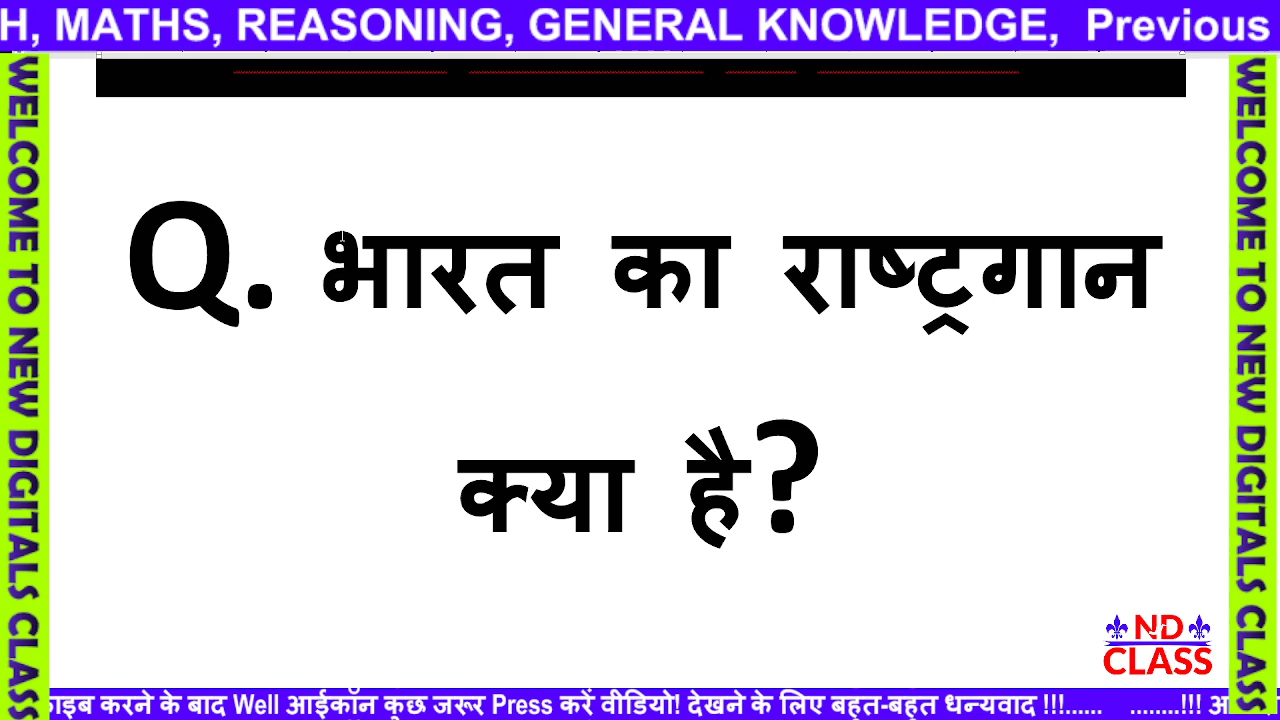 H, MATHS, REASONING, GENERAL KNOWLEDGE, Previous
WELCOME TO NEW DIGITALS CLASS
WELCOME TO NEW DIGITALS CLASS
Q. भारत का राष्ट्रगान
क्या है?
ND
CLASS
करने के बाद Well आईकॉन कुछ जरूर Press करें वीडियो! देखने के लिए बहुत-बहुत धन्यवाद !!!...... ........!!!